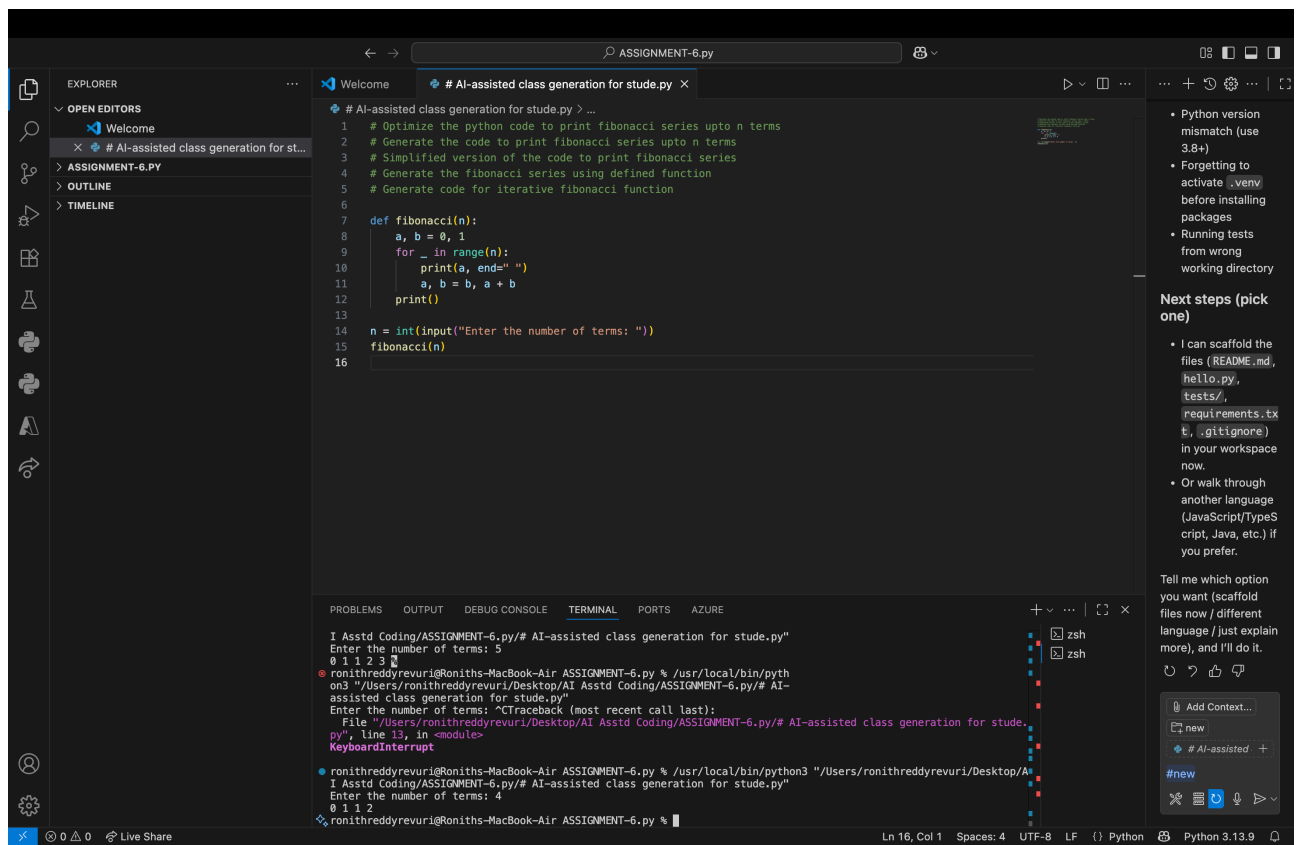 ASSIGNMENT-6.py
EXPLORER
OPEN EDITORS
Welcome
# AI-assisted class generation for st...
ASSIGNMENT-6.PY
OUTLINE
TIMELINE
Welcome
# AI-assisted class generation for stude.py
# AI-assisted class generation for stude.py > ...
1 # Optimize the python code to print fibonacci series upto n terms
2 # Generate the code to print fibonacci series upto n terms
3 # Simplified version of the code to print fibonacci series
4 # Generate the fibonacci series using defined function
5 # Generate code for iterative fibonacci function
6
7 def fibonacci(n):
8 a, b = 0, 1
9 for _ in range(n):
10 print(a, end=" ")
11 a, b = b, a + b
12 print()
13
14 n = int(input("Enter the number of terms: "))
15 fibonacci(n)
16
PROBLEMS OUTPUT DEBUG CONSOLE TERMINAL PORTS AZURE
I Asstd Coding/ASSIGNMENT-6.py/# AI-assisted class generation for stude.py"
Enter the number of terms: 5
0 1 1 2 3 %
ronithreddyrevuri@Roniths-MacBook-Air ASSIGNMENT-6.py % /usr/local/bin/pyth
on3 "/Users/ronithreddyrevuri/Desktop/AI Asstd Coding/ASSIGNMENT-6.py/# AI-
assisted class generation for stude.py"
Enter the number of terms: ^CTraceback (most recent call last):
File "/Users/ronithreddyrevuri/Desktop/AI Asstd Coding/ASSIGNMENT-6.py/# AI-assisted class generation for stude.
py", line 13, in <module>
KeyboardInterrupt
ronithreddyrevuri@Roniths-MacBook-Air ASSIGNMENT-6.py % /usr/local/bin/python3 "/Users/ronithreddyrevuri/Desktop/A
I Asstd Coding/ASSIGNMENT-6.py/# AI-assisted class generation for stude.py"
Enter the number of terms: 4
0 1 1 2
ronithreddyrevuri@Roniths-MacBook-Air ASSIGNMENT-6.py %
zsh
zsh
• Python version
mismatch (use
3.8+)
• Forgetting to
activate .venv
before installing
packages
• Running tests
from wrong
working directory
Next steps (pick
one)
• I can scaffold the
files (README.md,
hello.py,
tests/,
requirements.tx
t, .gitignore)
in your workspace
now.
• Or walk through
another language
(JavaScript/TypeS
cript, Java, etc.) if
you prefer.
Tell me which option
you want (scaffold
files now / different
language / just explain
more), and I'll do it.
Add Context...
new
# AI-assisted
#new
0 0 Live Share
Ln 16, Col 1 Spaces: 4 UTF-8 LF {} Python Python 3.13.9